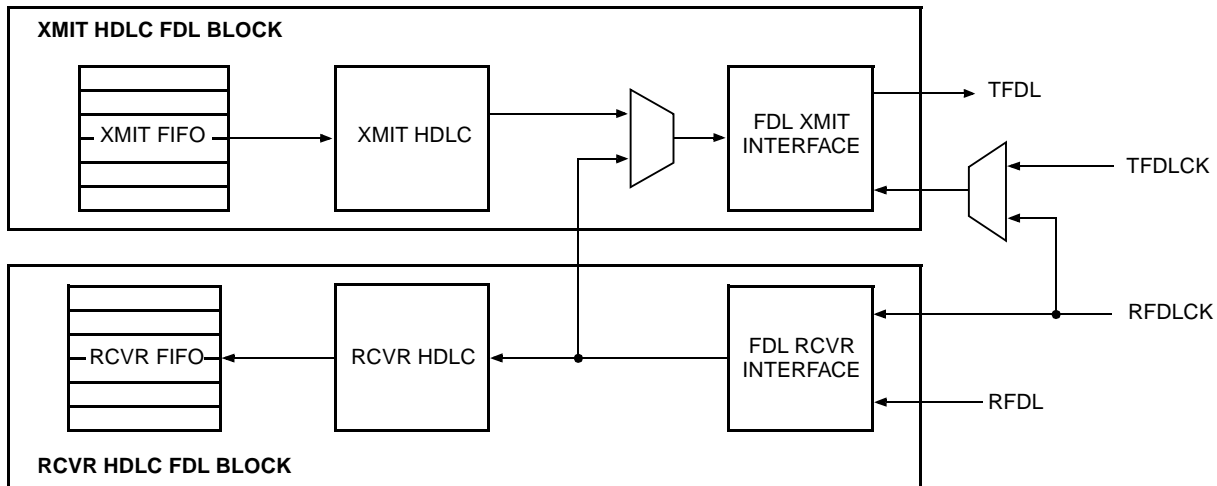 XMIT HDLC FDL BLOCK
XMIT FIFO
XMIT HDLC
FDL XMIT
INTERFACE
TFDL
TFDLCK
RFDLCK
RCVR FIFO
RCVR HDLC
FDL RCVR
INTERFACE
RFDL
RCVR HDLC FDL BLOCK